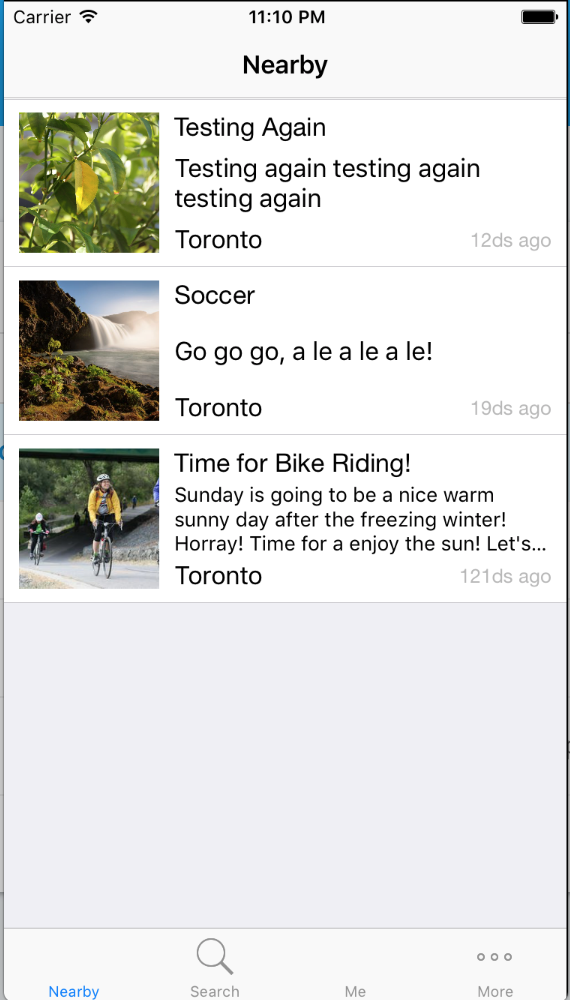 Carrier
11:10 PM
Nearby
Testing Again
Testing again testing again
testing again
Toronto
12ds ago
Soccer
Go go go, a le a le a le!
Toronto
19ds ago
Time for Bike Riding!
Sunday is going to be a nice warm
sunny day after the freezing winter!
Horray! Time for a enjoy the sun! Let's...
Toronto
121ds ago
Nearby
Search
Me
More